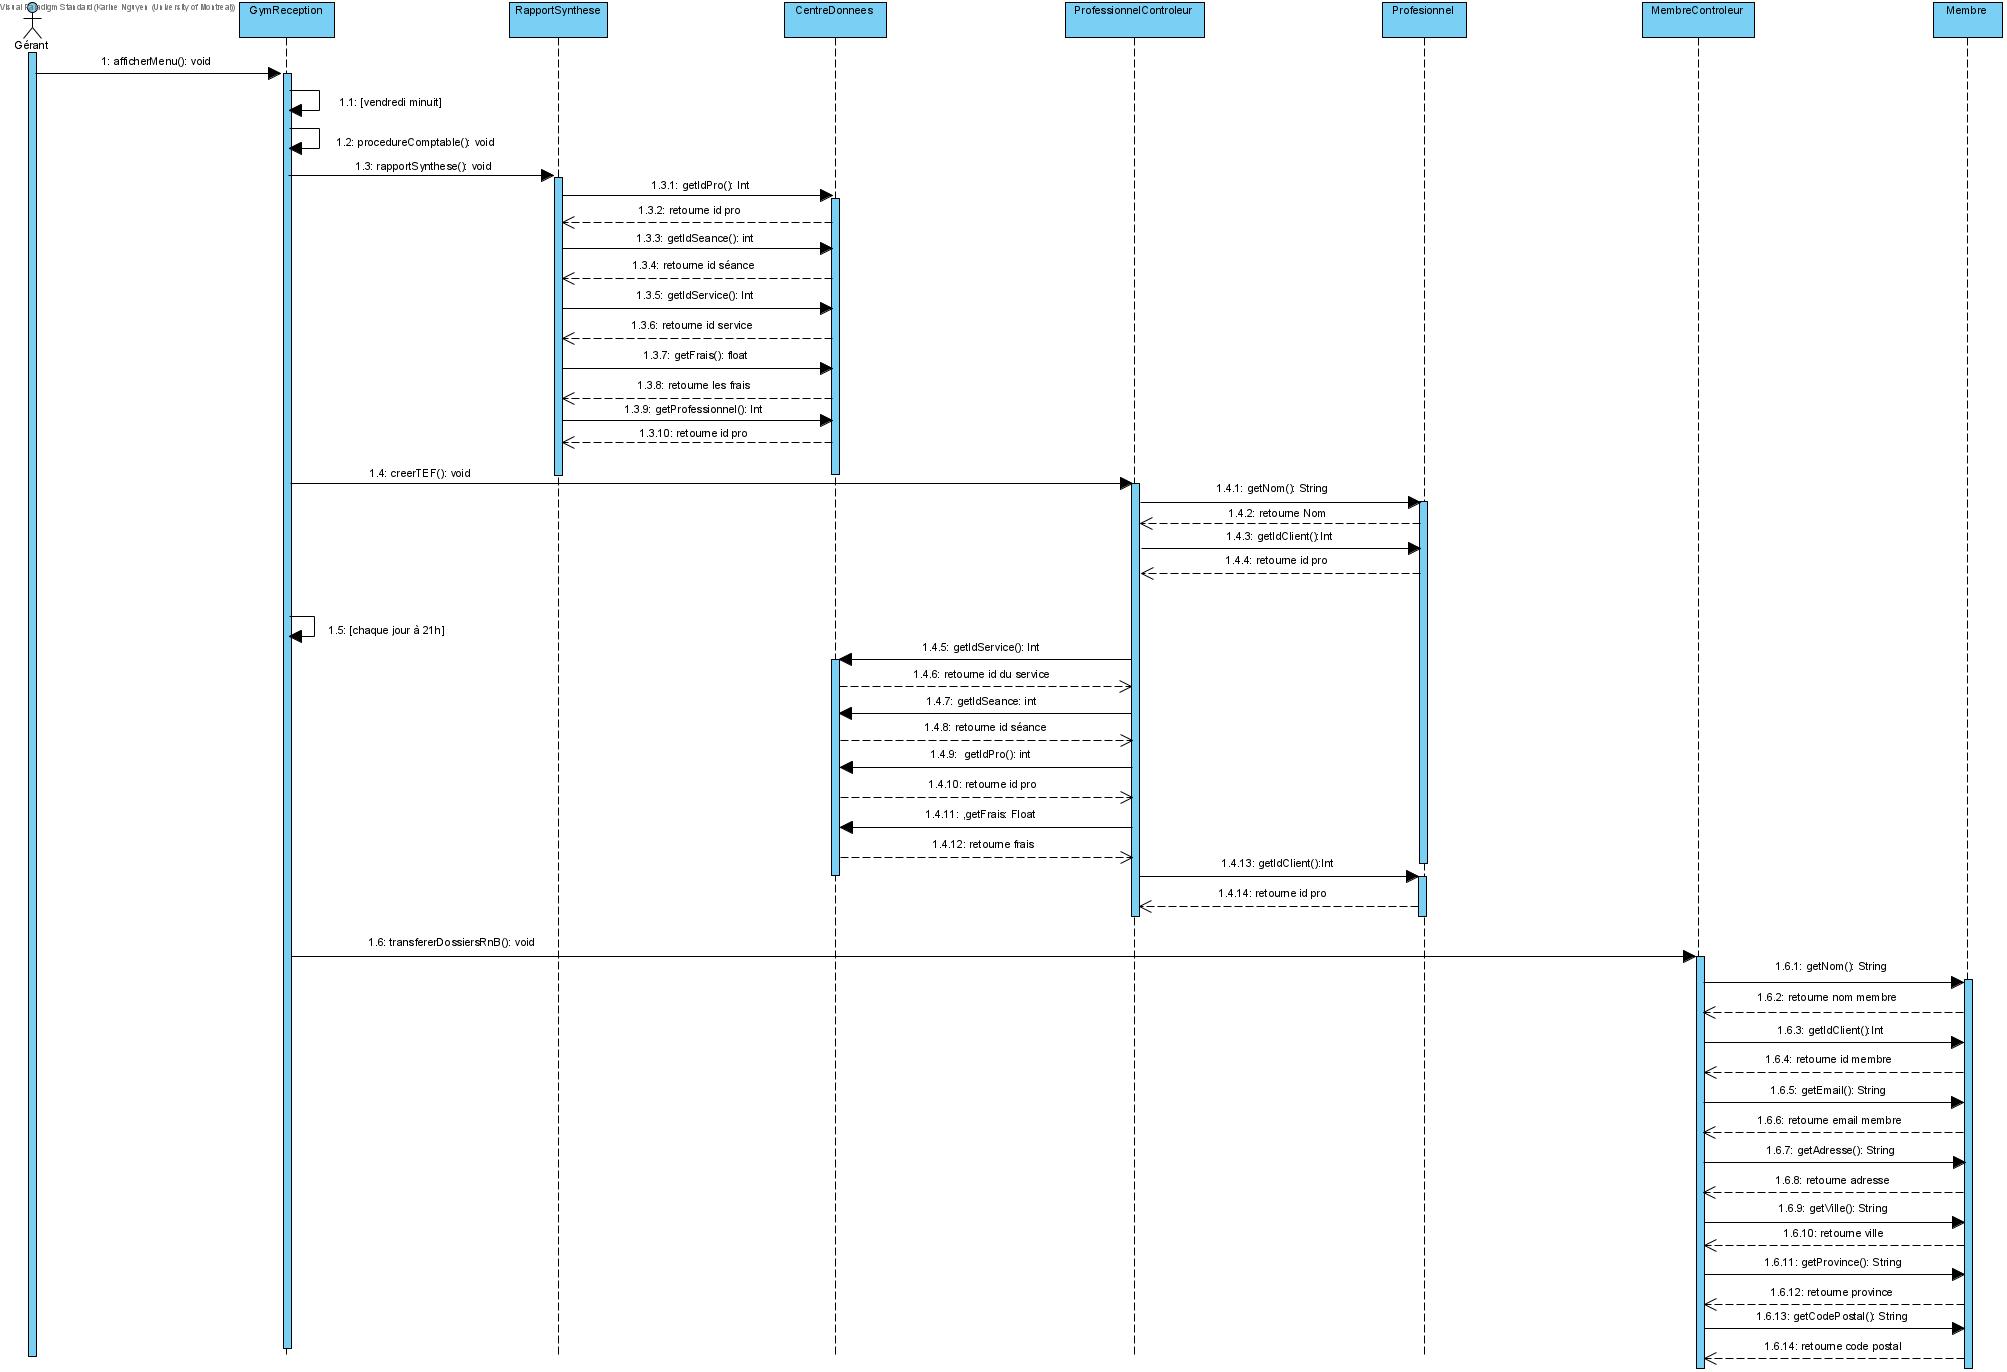 Visual Paradigm Standard (Karine Nguyen (University of Montreal))
Gérant
GymReception
RapportSynthese
CentreDonnees
ProfessionnelControleur
Profesionnel
MembreControleur
Membre
1: afficherMenu(): void
1.1: [vendredi minuit]
1.2: procedureComptable(): void
1.3: rapportSynthese(): void
1.3.1: getIdPro(): Int
1.3.2: retourne id pro
1.3.3: getIdSeance(): int
1.3.4: retourne id séance
1.3.5: getIdService(): Int
1.3.6: retourne id service
1.3.7: getFrais(): float
1.3.8: retourne les frais
1.3.9: getProfessionnel(): Int
1.3.10: retourne id pro
1.4: creerTEF(): void
1.4.1: getNom(): String
1.4.2: retourne Nom
1.4.3: getIdClient():Int
1.4.4: retourne id pro
1.5: [chaque jour à 21h]
1.4.5: getIdService(): Int
1.4.6: retourne id du service
1.4.7: getIdSeance: int
1.4.8: retourne id séance
1.4.9: getIdPro(): int
1.4.10: retourne id pro
1.4.11: ,getFrais: Float
1.4.12: retourne frais
1.4.13: getIdClient():Int
1.4.14: retourne id pro
1.6: transfererDossiersRnB(): void
1.6.1: getNom(): String
1.6.2: retourne nom membre
1.6.3: getIdClient():Int
1.6.4: retourne id membre
1.6.5: getEmail(): String
1.6.6: retourne email membre
1.6.7: getAdresse(): String
1.6.8: retourne adresse
1.6.9: getVille(): String
1.6.10: retourne ville
1.6.11: getProvince(): String
1.6.12: retourne province
1.6.13: getCodePostal(): String
1.6.14: retourne code postal